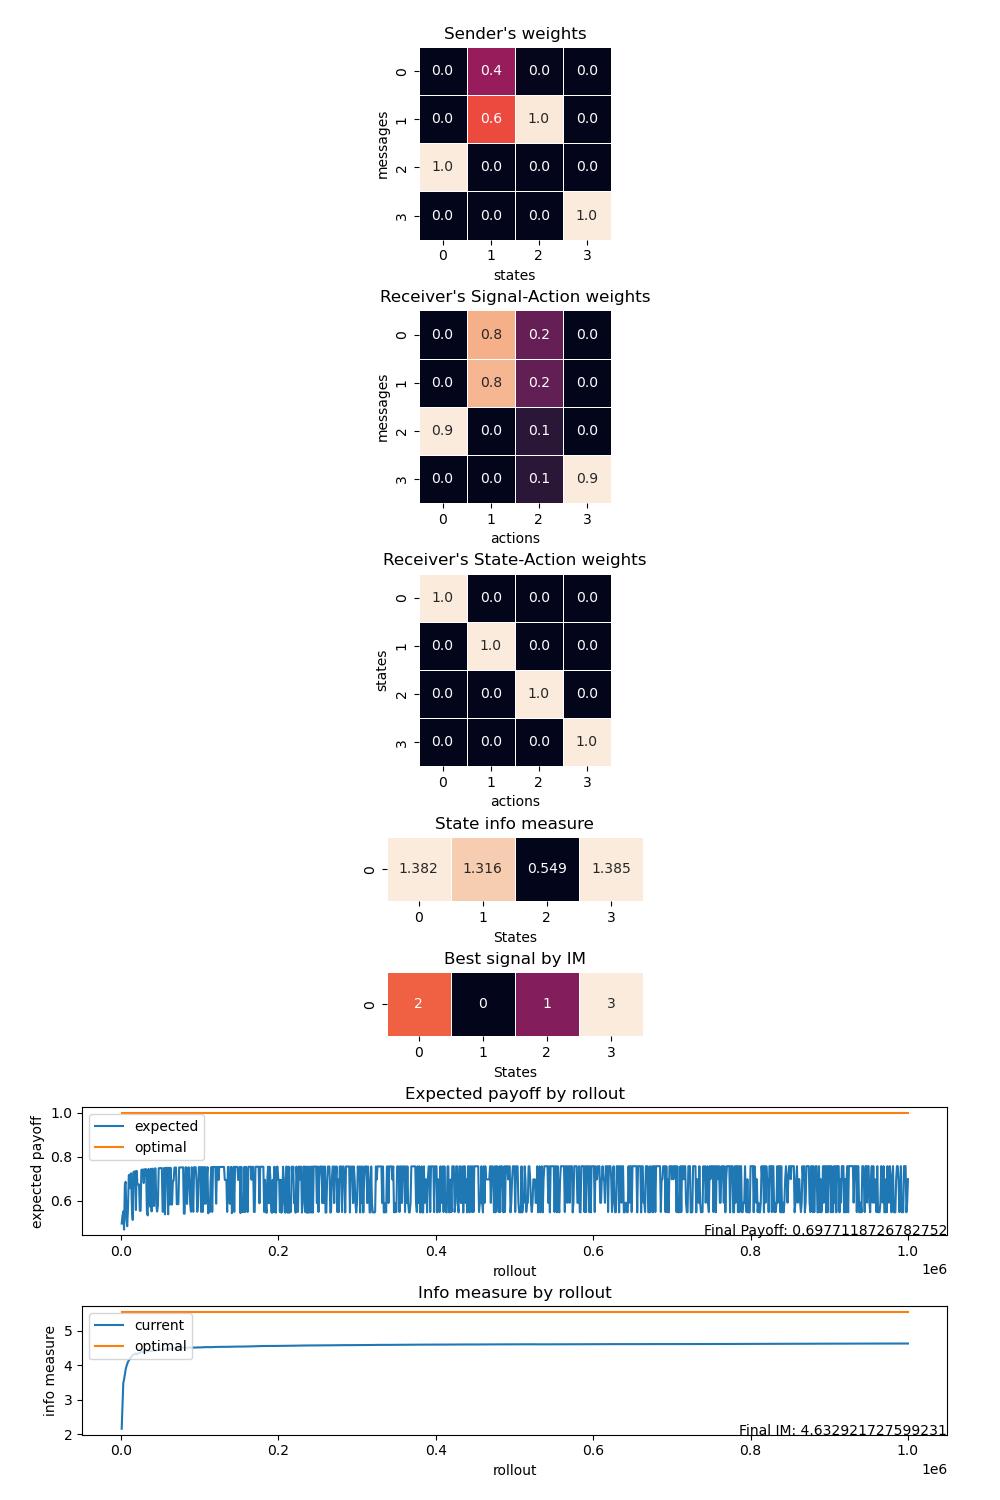 Sender's weights
messages
0 0.0 0.4 0.0 0.0
1 0.0 0.6 1.0 0.0
2 1.0 0.0 0.0 0.0
3 0.0 0.0 0.0 1.0
0 1 2 3
states
Receiver's Signal-Action weights
messages
0 0.0 0.8 0.2 0.0
1 0.0 0.8 0.2 0.0
2 0.9 0.0 0.1 0.0
3 0.0 0.0 0.1 0.9
0 1 2 3
actions
Receiver's State-Action weights
states
0 1.0 0.0 0.0 0.0
1 0.0 1.0 0.0 0.0
2 0.0 0.0 1.0 0.0
3 0.0 0.0 0.0 1.0
0 1 2 3
actions
State info measure
0 1.382 1.316 0.549 1.385
0 1 2 3
States
Best signal by IM
0 2 0 1 3
0 1 2 3
States
Expected payoff by rollout
expected payoff
1.0
0.8
0.6
expected
optimal
Final Payoff: 0.6977118726782752
0.0 0.2 0.4 0.6 0.8 1.0
1e6
rollout
Info measure by rollout
info measure
5
4
3
2
current
optimal
Final IM: 4.632921727599231
0.0 0.2 0.4 0.6 0.8 1.0
1e6
rollout